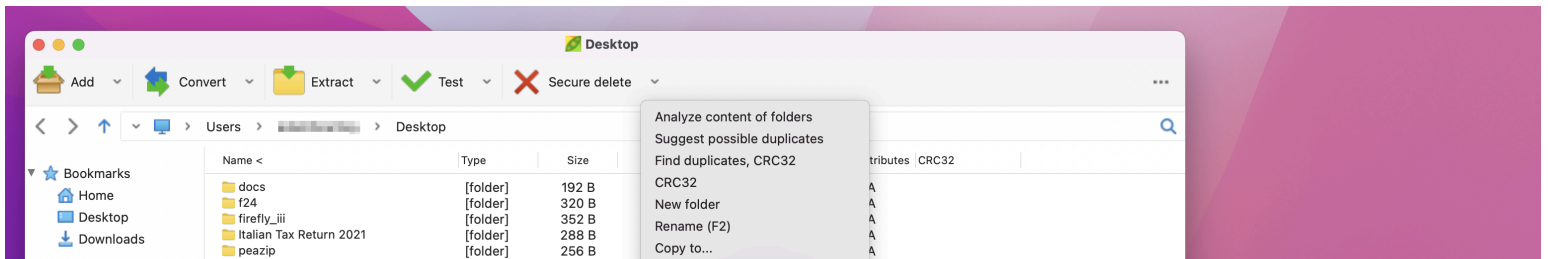 Desktop
Add Convert Extract Test Secure delete
Users > > Desktop
Analyze content of folders
Suggest possible duplicates
Find duplicates, CRC32
CRC32
New folder
Rename (F2)
Copy to...
Bookmarks
Home
Desktop
Downloads
Name < Type Size tributes CRC32
docs [folder] 192 B A
f24 [folder] 320 B A
firefly_iii [folder] 352 B A
Italian Tax Return 2021 [folder] 288 B A
peazip [folder] 256 B A